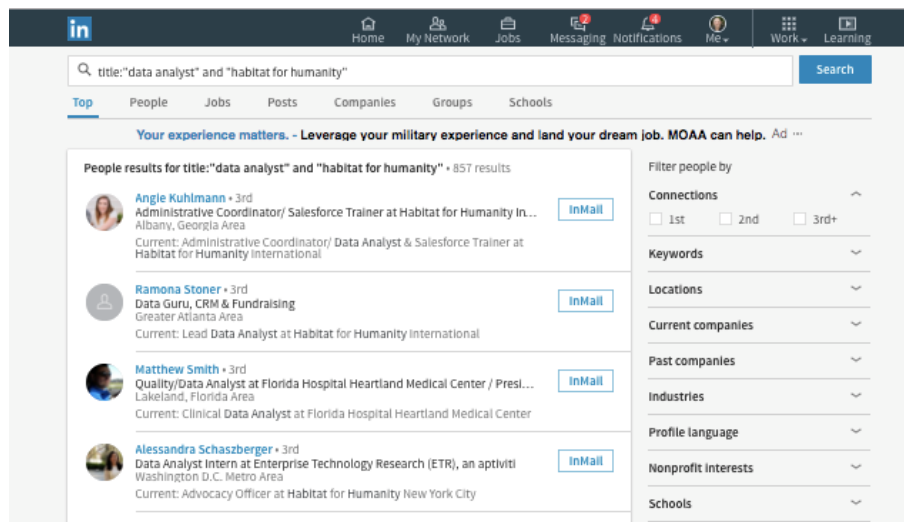 in
2
4
Home My Network Jobs Messaging Notifications Me Work Learning
title:"data analyst" and "habitat for humanity"
Search
Top People Jobs Posts Companies Groups Schools
Your experience matters. - Leverage your military experience and land your dream job. MOAA can help. Ad ...
People results for title:"data analyst" and "habitat for humanity" • 857 results
Angie Kuhlmann • 3rd
Administrative Coordinator/ Salesforce Trainer at Habitat for Humanity In...
Albany, Georgia Area
Current: Administrative Coordinator/ Data Analyst & Salesforce Trainer at
Habitat for Humanity International
InMail
Ramona Stoner • 3rd
Data Guru, CRM & Fundraising
Greater Atlanta Area
Current: Lead Data Analyst at Habitat for Humanity International
InMail
Matthew Smith • 3rd
Quality/Data Analyst at Florida Hospital Heartland Medical Center / Presi...
Lakeland, Florida Area
Current: Clinical Data Analyst at Florida Hospital Heartland Medical Center
InMail
Alessandra Schaszberger • 3rd
Data Analyst Intern at Enterprise Technology Research (ETR), an aptiviti
Washington D.C. Metro Area
Current: Advocacy Officer at Habitat for Humanity New York City
InMail
Filter people by
Connections
1st 2nd 3rd+
Keywords
Locations
Current companies
Past companies
Industries
Profile language
Nonprofit interests
Schools